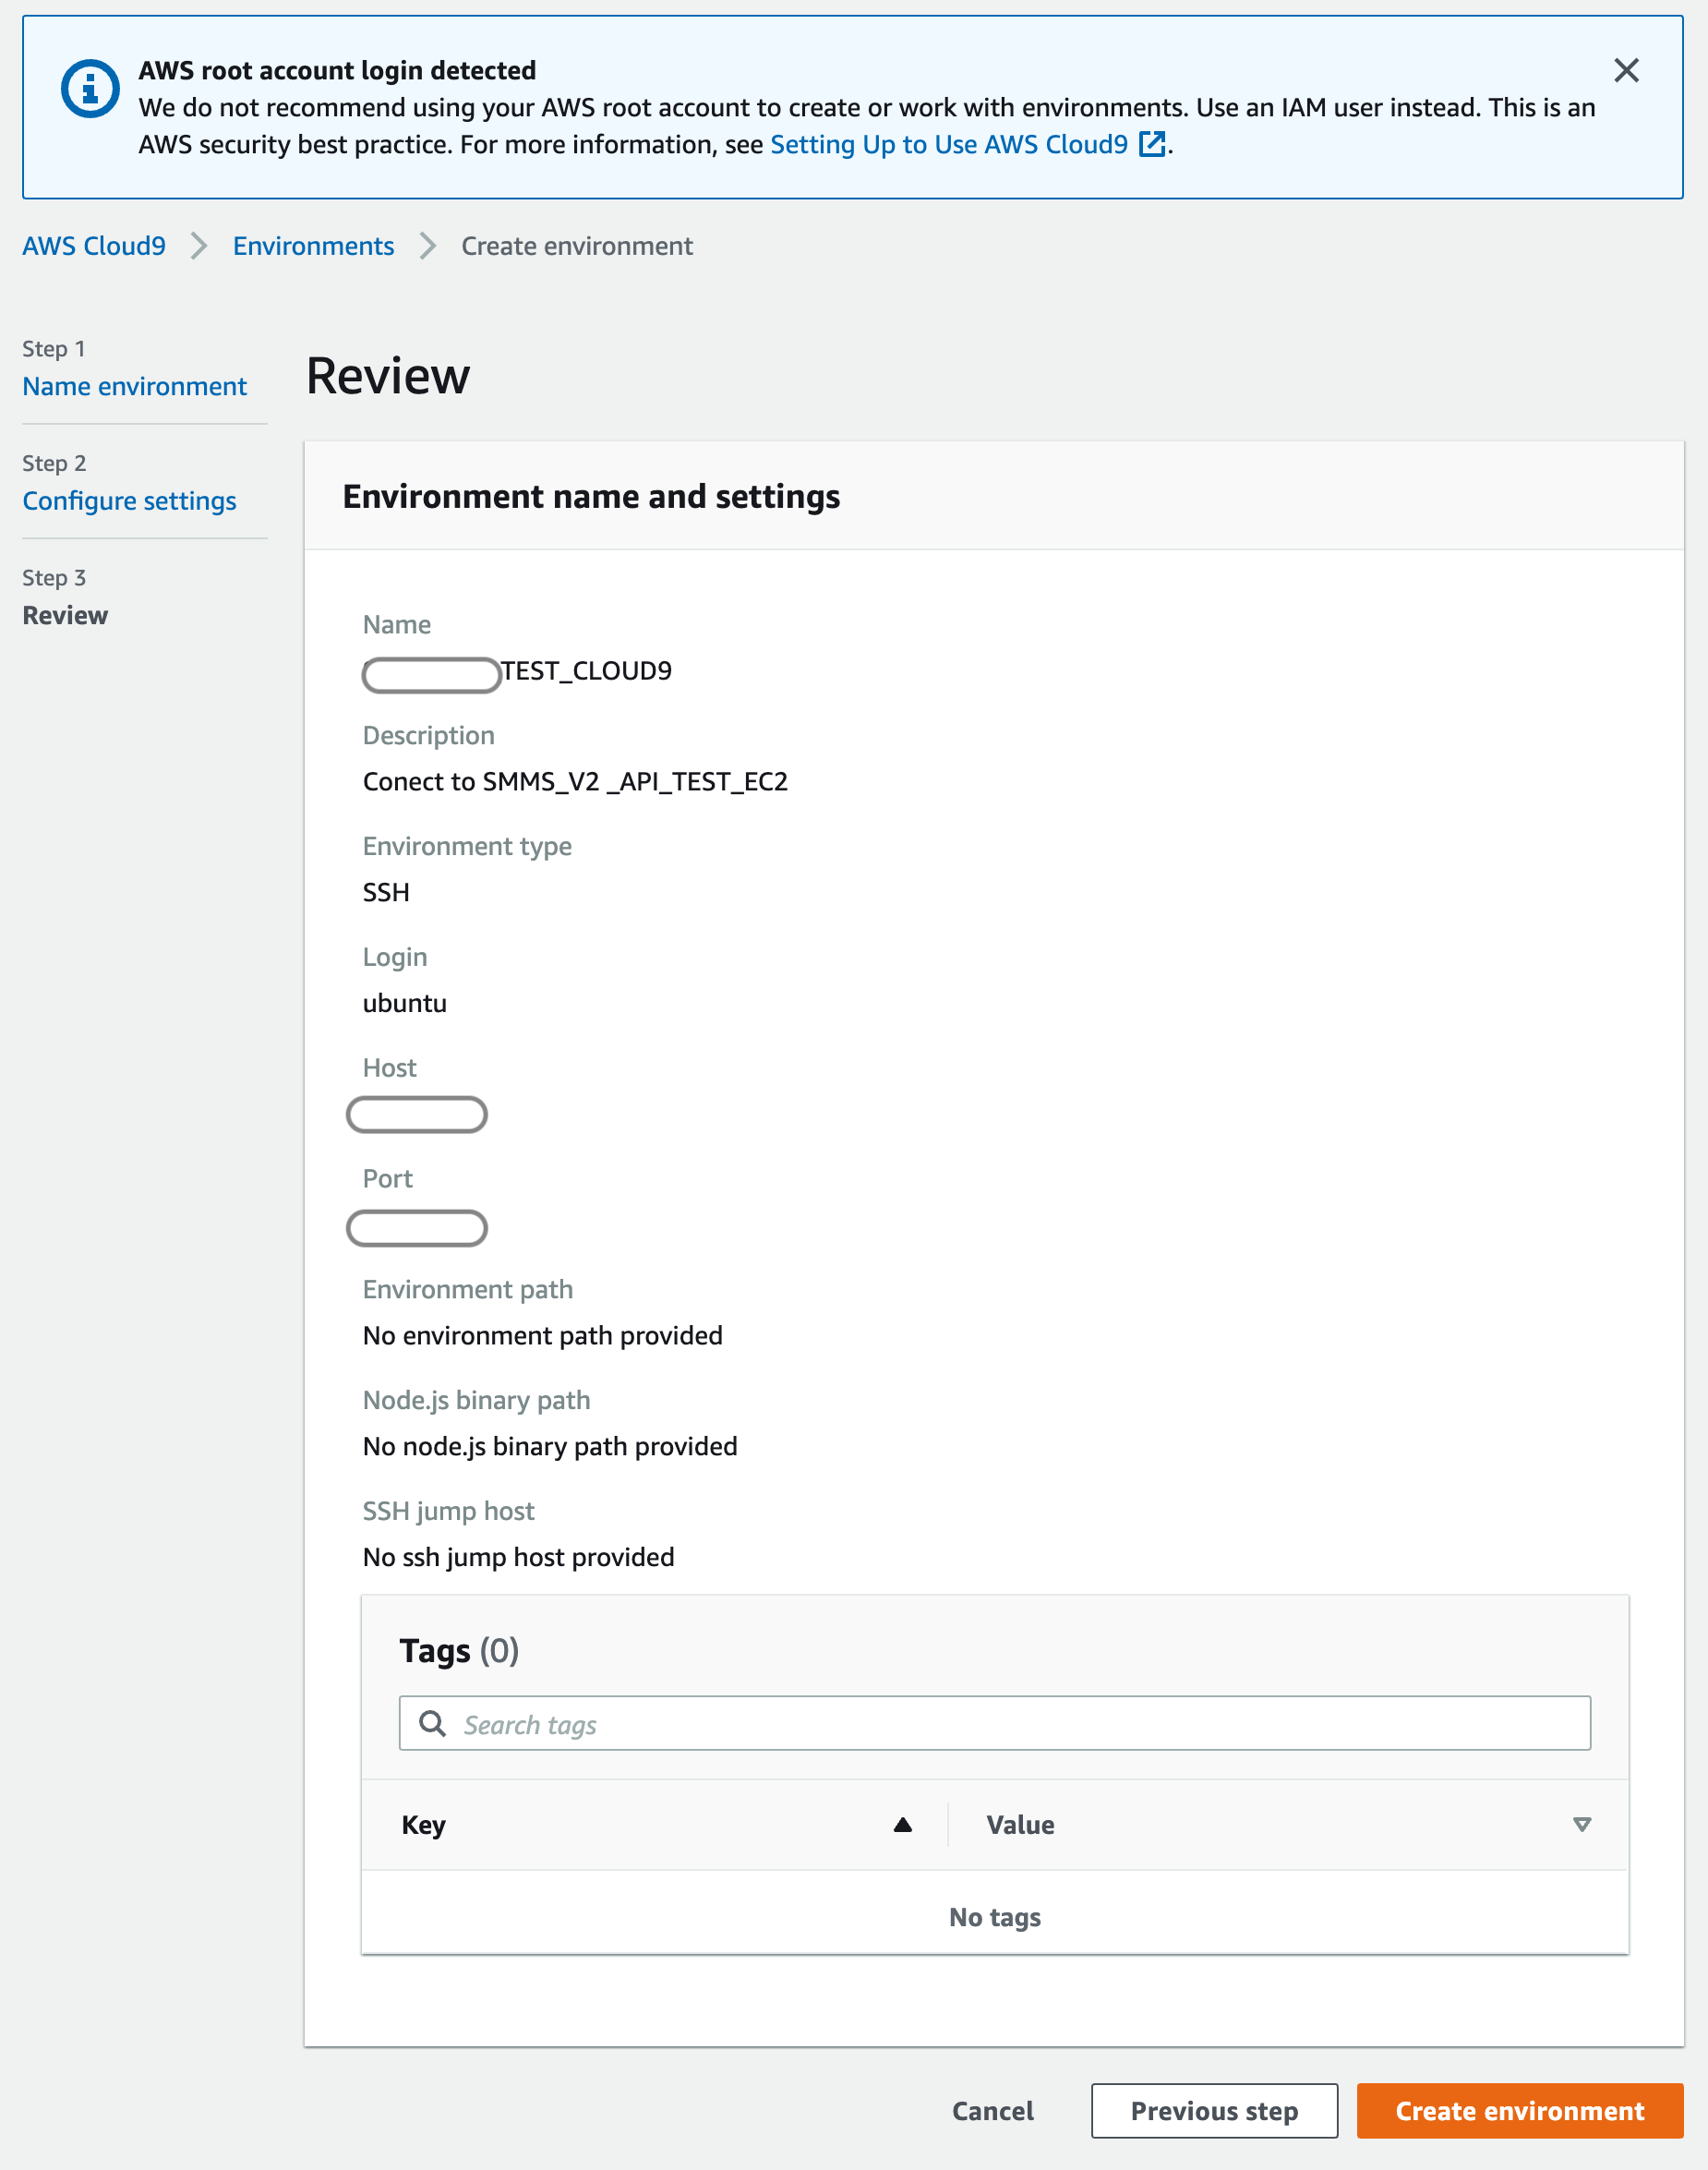 AWS root account login detected
We do not recommend using your AWS root account to create or work with environments. Use an IAM user instead. This is an
AWS security best practice. For more information, see Setting Up to Use AWS Cloud9.
AWS Cloud9 Environments Create environment
Step 1
Name environment
Step 2
Configure settings
Step 3
Review
Review
Environment name and settings
Name
TEST_CLOUD9
Description
Conect to SMMS_V2 _API_TEST_EC2
Environment type
SSH
Login
ubuntu
Host
Port
Environment path
No environment path provided
Node.js binary path
No node.js binary path provided
SSH jump host
No ssh jump host provided
Tags (0)
Search tags
Key Value
No tags
Cancel Previous step Create environment